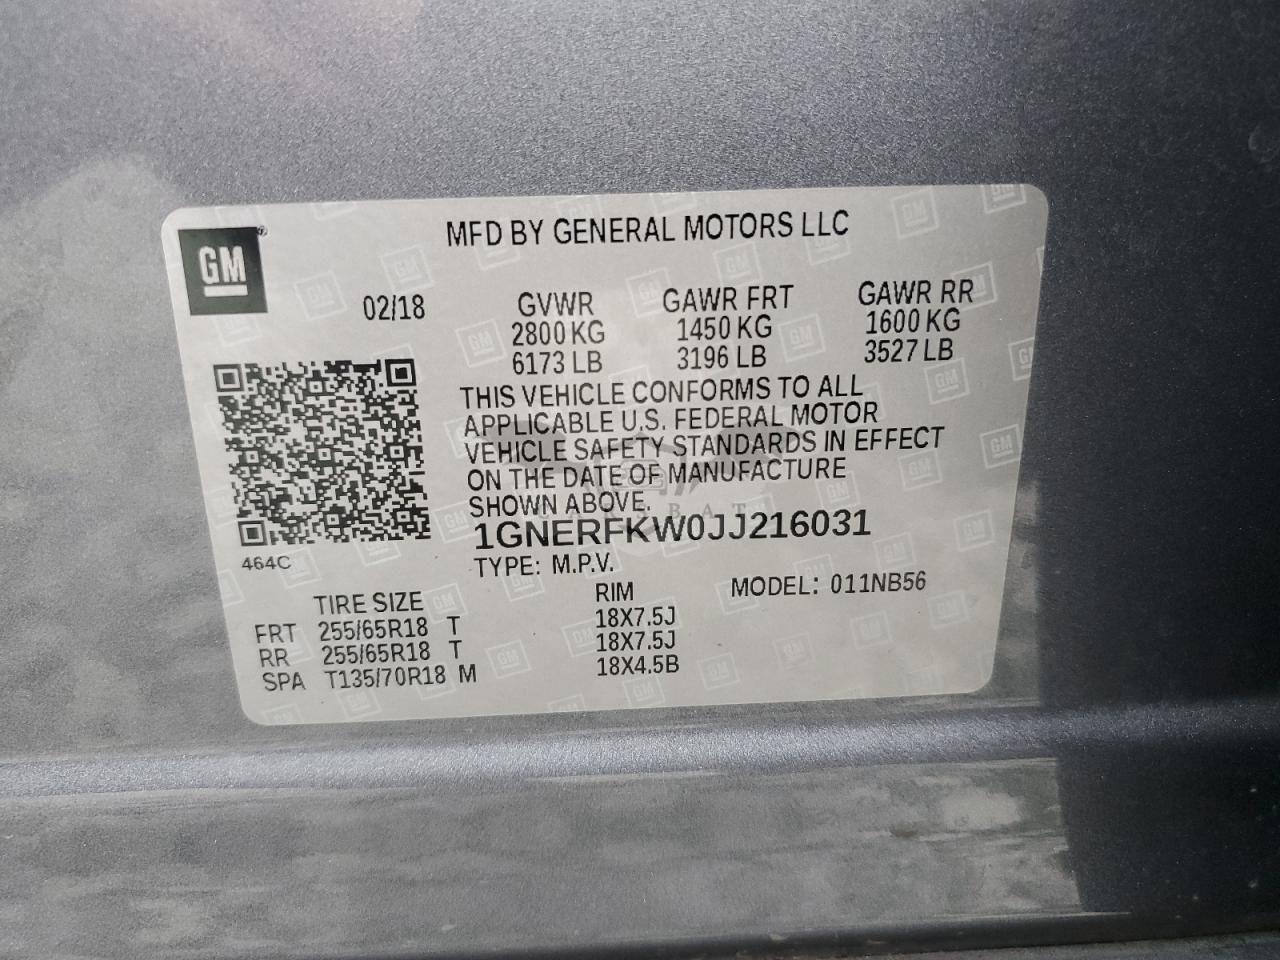 GM
MFD BY GENERAL MOTORS LLC
02/18
GVWR GAWR FRT GAWR RR
2800 KG 1450 KG 1600 KG
6173 LB 3196 LB 3527 LB
THIS VEHICLE CONFORMS TO ALL
APPLICABLE U.S. FEDERAL MOTOR
VEHICLE SAFETY STANDARDS IN EFFECT
ON THE DATE OF MANUFACTURE
SHOWN ABOVE.
1GNERFKW0JJ216031
464C
TYPE: M.P.V.
MODEL: 011NB56
TIRE SIZE RIM
FRT 255/65R18 T 18X7.5J
RR 255/65R18 T 18X7.5J
SPA T135/70R18 M 18X4.5B